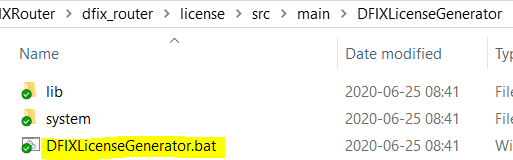 IXRouter > dfix_router > license > src > main > DFIXLicenseGenerator
Name Date modified Typ
lib 2020-06-25 08:41 File
system 2020-06-25 08:41 File
DFIXLicenseGenerator.bat 2020-06-25 08:41 Wi